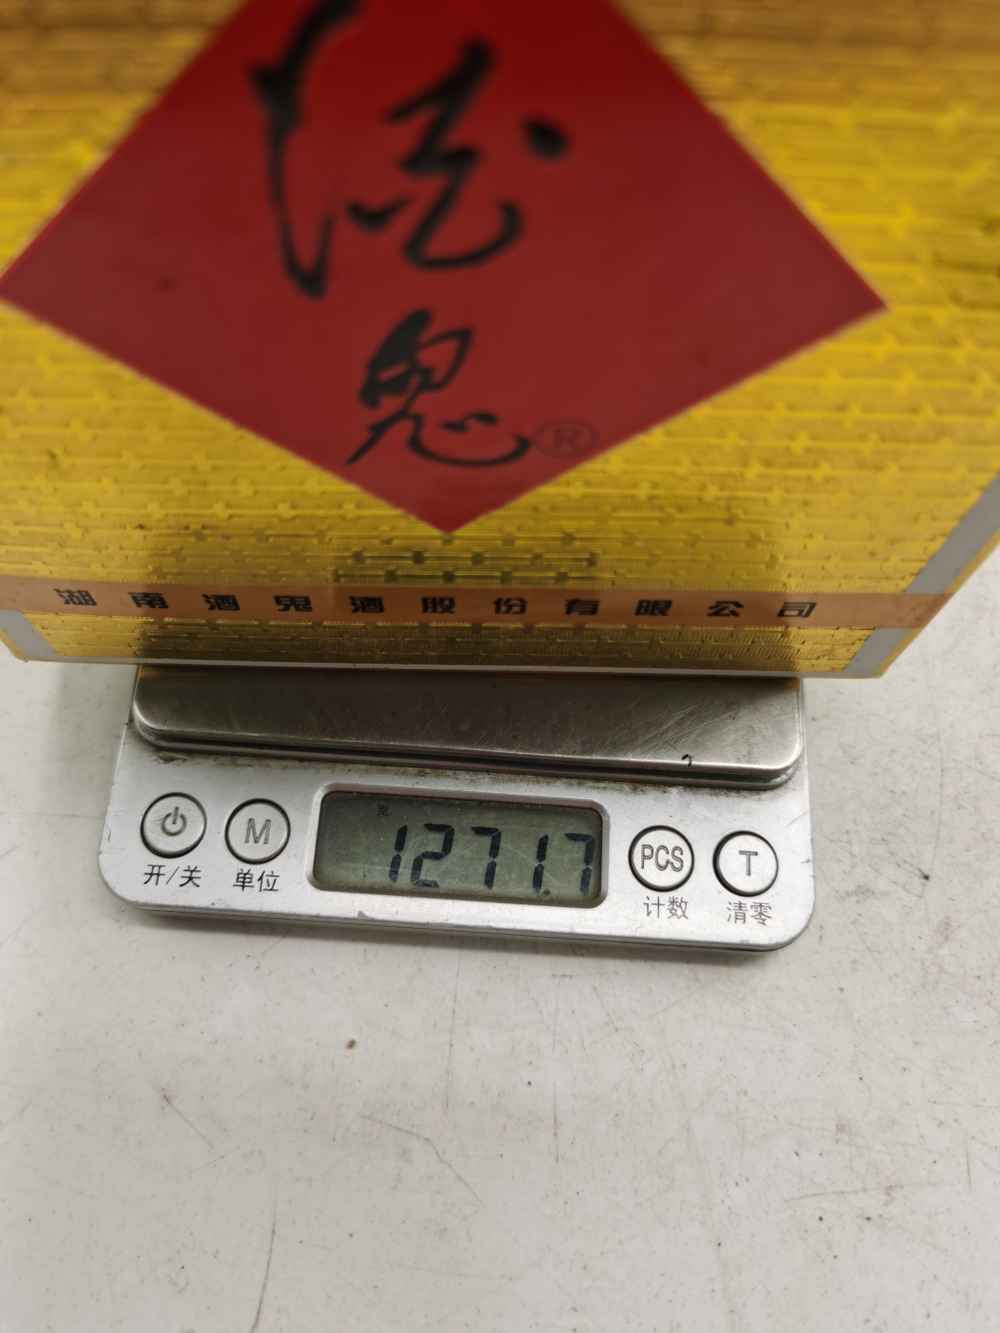 酒
鬼®
湖南酒鬼酒股份有限公司
克
1271.7
M PCS T
开/关 单位 计数 清零